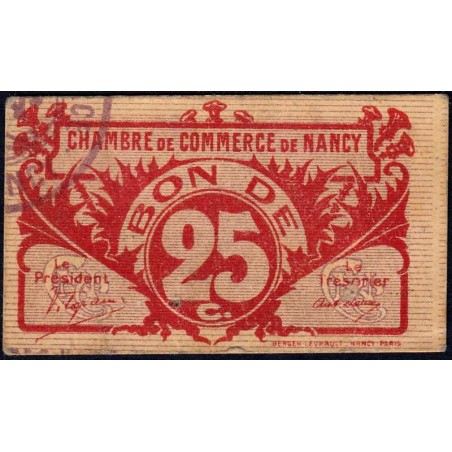 CHAMBRE DE COMMERCE DE NANCY
BON DE
25
C.
Le
Président
Le
Trésorier
BERGER-LEVRAULT, NANCY-PARIS